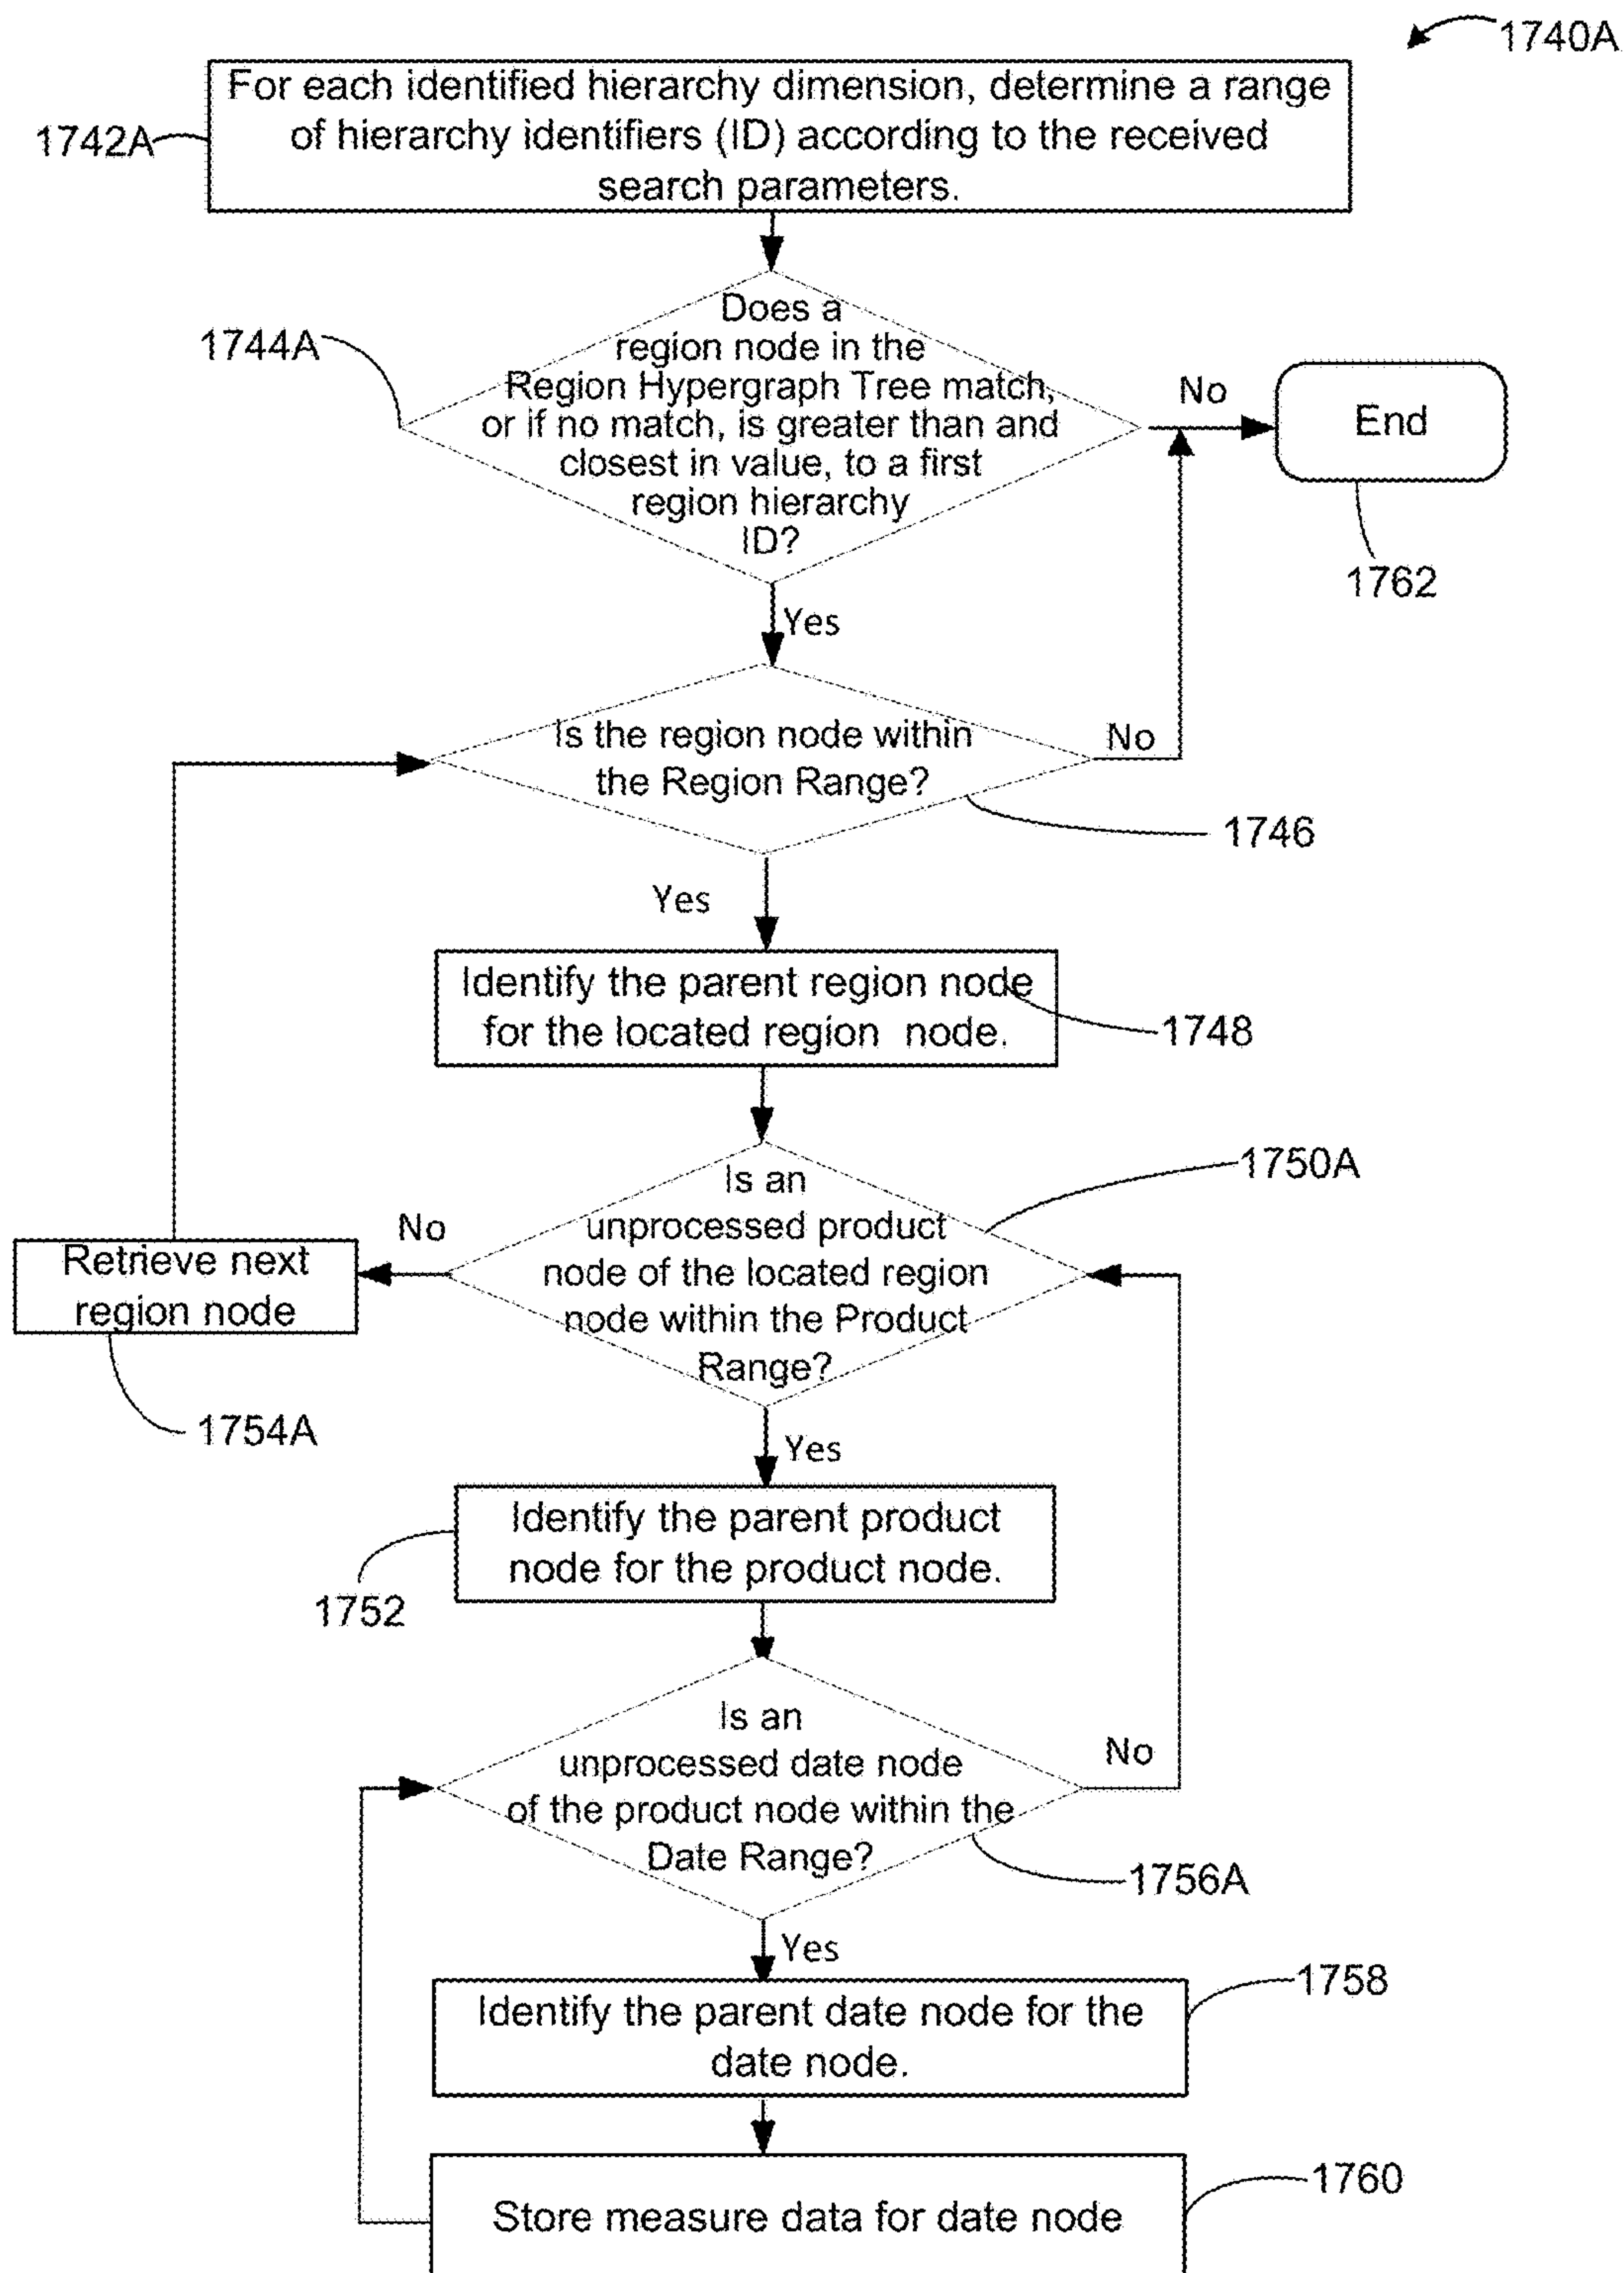 1740A
For each identified hierarchy dimension, determine a range
of hierarchy identifiers (ID) according to the received
search parameters.
1742A
Does a
region node in the
Region Hypergraph Tree match,
or if no match, is greater than and
closest in value, to a first
region hierarchy
ID?
1744A
No
End
1762
Yes
Is the region node within
the Region Range?
No
1746
Yes
Identify the parent region node
for the located region node.
1748
Is an
unprocessed product
node of the located region
node within the Product
Range?
1750A
No
Retrieve next
region node
1754A
Yes
Identify the parent product
node for the product node.
1752
Is an
unprocessed date node
of the product node within the
Date Range?
No
1756A
Yes
Identify the parent date node for the
date node.
1758
Store measure data for date node
1760